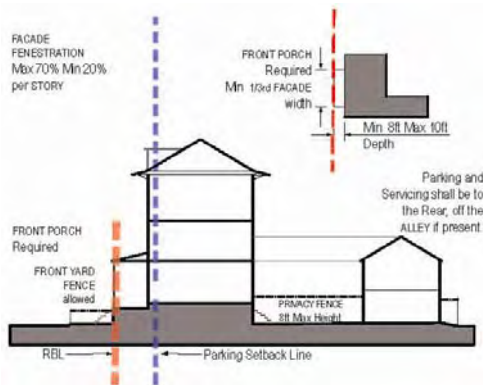 FACADE
FENESTRATION
Max 70% Min 20%
per STORY
FRONT PORCH
Required
Min 1/3rd FACADE
width
Min 8ft Max 10ft
Depth
Parking and
Servicing shall be to
the Rear, off the
ALLEY if present.
FRONT PORCH
Required
FRONT YARD
FENCE
allowed
PRIVACY FENCE
8ft Max Height
RBL
Parking Setback Line